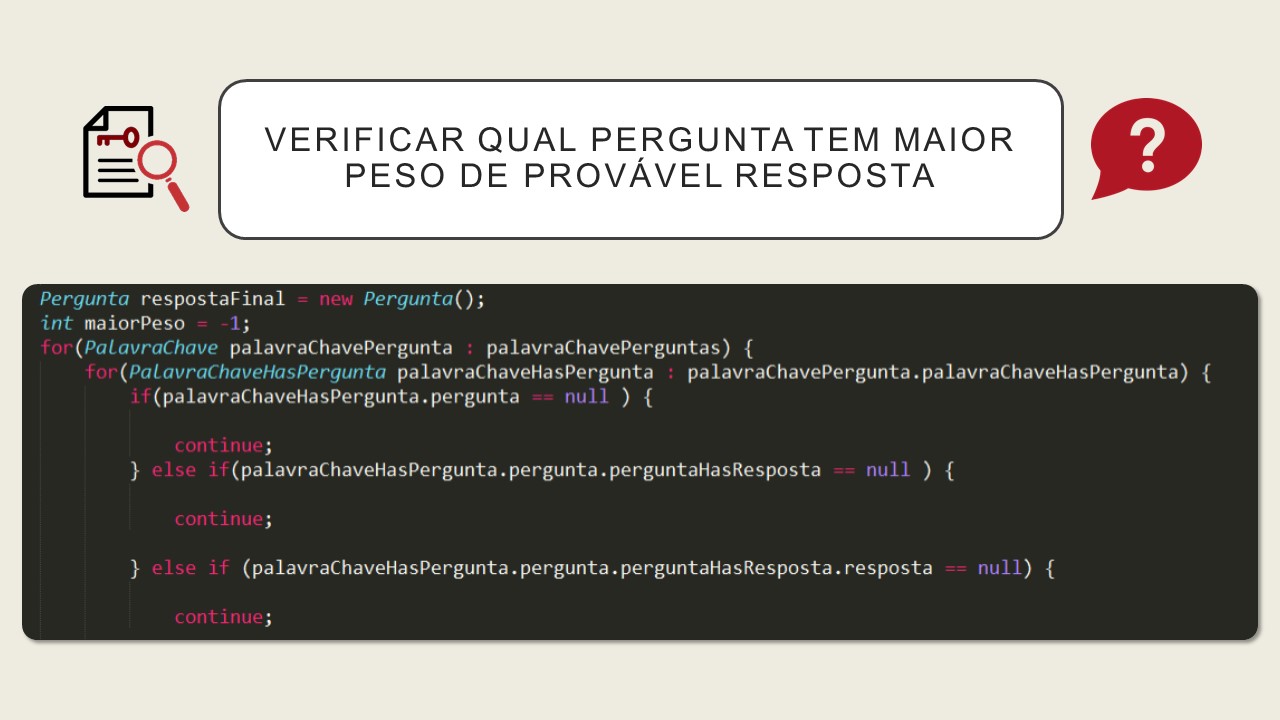 VERIFICAR QUAL PERGUNTA TEM MAIOR
PESO DE PROVÁVEL RESPOSTA
?
Pergunta respostaFinal = new Pergunta();
int maiorPeso = -1;
for(PalavraChave palavraChavePergunta : palavraChavePerguntas) {
    for(PalavraChaveHasPergunta palavraChaveHasPergunta : palavraChavePergunta.palavraChaveHasPergunta) {
        if(palavraChaveHasPergunta.pergunta == null ) {
            continue;
        } else if(palavraChaveHasPergunta.pergunta.perguntaHasResposta == null ) {
            continue;
        } else if (palavraChaveHasPergunta.pergunta.perguntaHasResposta.resposta == null) {
            continue;